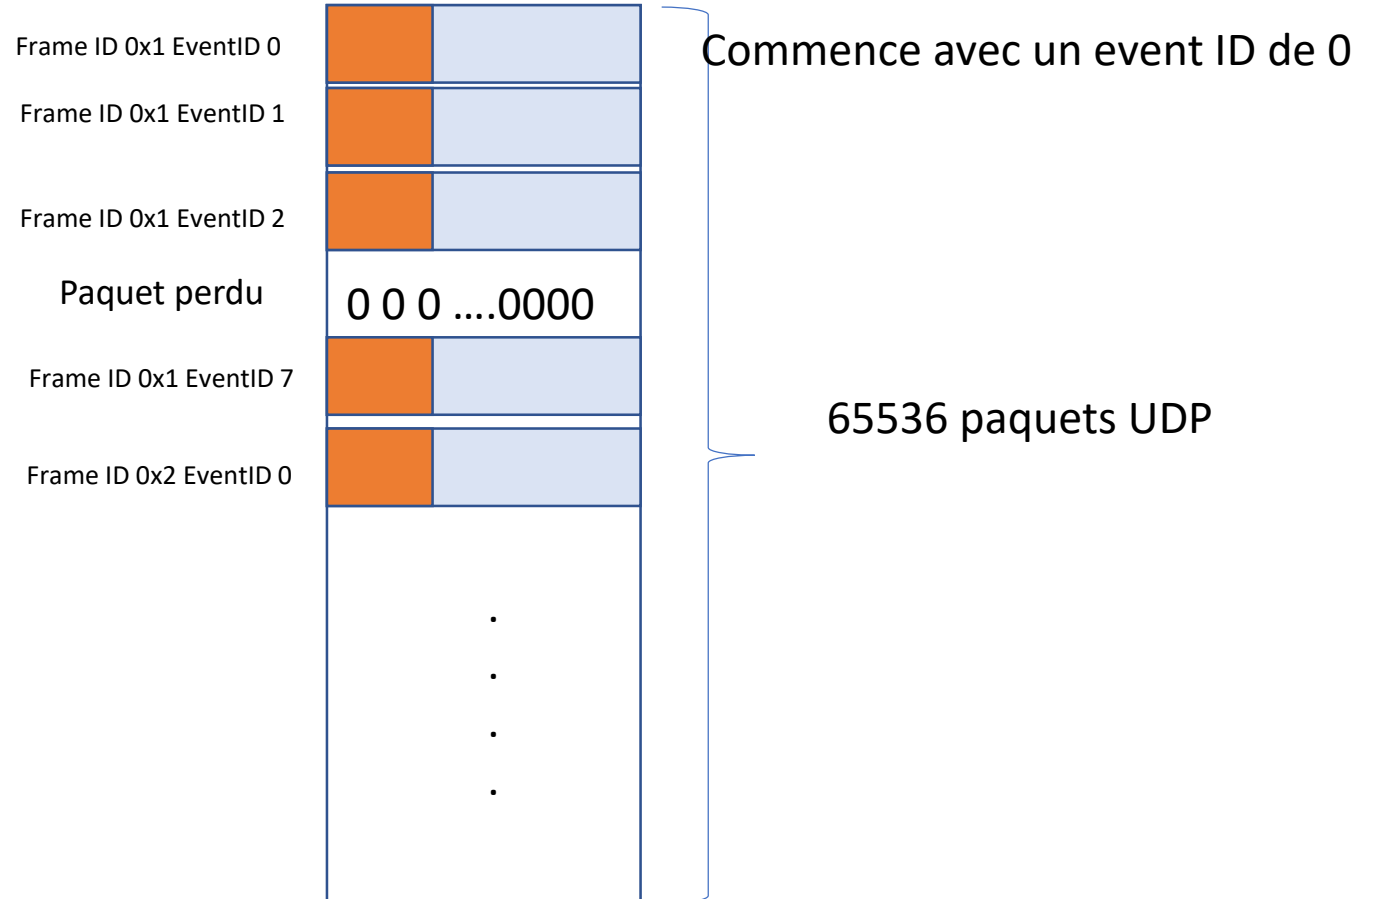 Frame ID 0x1 EventID 0
Commence avec un event ID de 0
Frame ID 0x1 EventID 1
Frame ID 0x1 EventID 2
Paquet perdu
0 0 0 ....0000
Frame ID 0x1 EventID 7
65536 paquets UDP
Frame ID 0x2 EventID 0
.
.
.
.